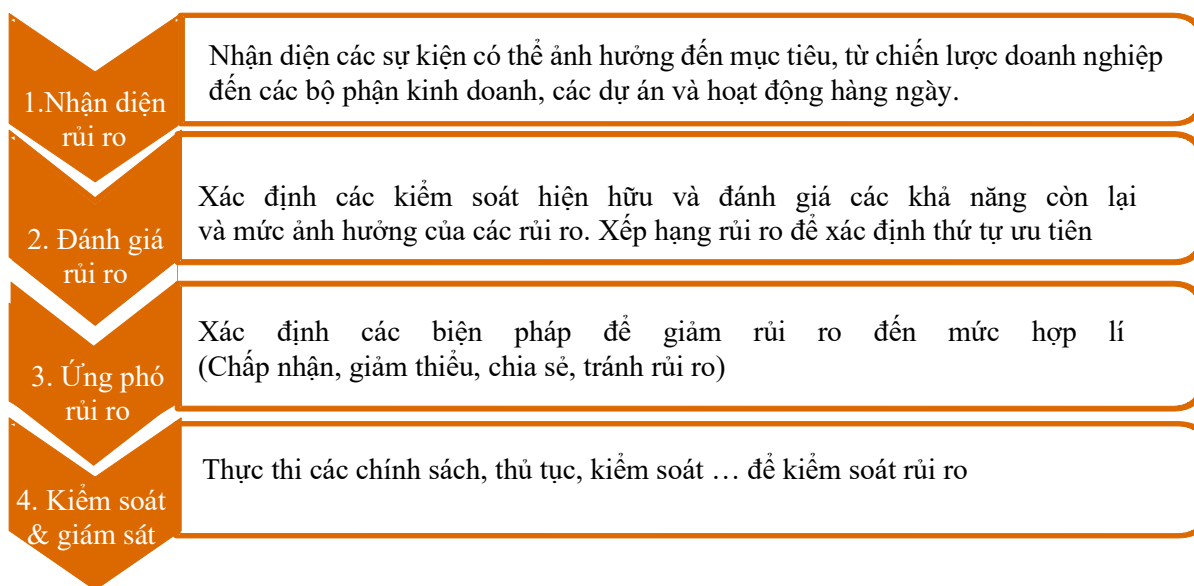 1.Nhận diện
rủi ro
Nhận diện các sự kiện có thể ảnh hưởng đến mục tiêu, từ chiến lược doanh nghiệp
đến các bộ phận kinh doanh, các dự án và hoạt động hàng ngày.
2. Đánh giá
rủi ro
Xác định các kiểm soát hiện hữu và đánh giá các khả năng còn lại
và mức ảnh hưởng của các rủi ro. Xếp hạng rủi ro để xác định thứ tự ưu tiên
3. Ứng phó
rủi ro
Xác định các biện pháp để giảm rủi ro đến mức hợp lí
(Chấp nhận, giảm thiểu, chia sẻ, tránh rủi ro)
4. Kiểm soát
& giám sát
Thực thi các chính sách, thủ tục, kiểm soát … để kiểm soát rủi ro